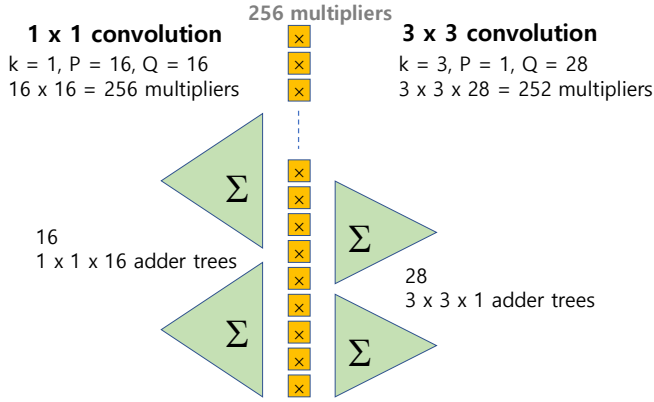 256 multipliers
1 x 1 convolution
k = 1, P = 16, Q = 16
16 x 16 = 256 multipliers
3 x 3 convolution
k = 3, P = 1, Q = 28
3 x 3 x 28 = 252 multipliers
×
×
×
×
×
×
×
×
×
×
×
×
Σ
Σ
16
1 x 1 x 16 adder trees
Σ
Σ
28
3 x 3 x 1 adder trees